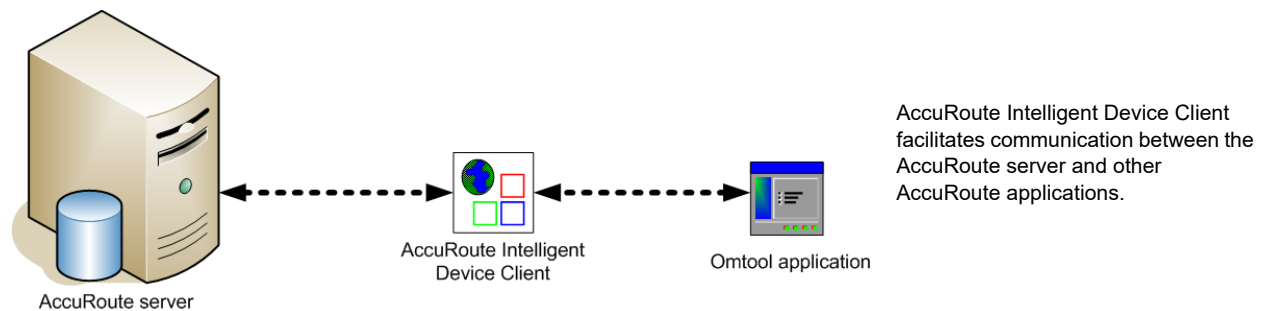 AccuRoute Intelligent Device Client
facilitates communication between the
AccuRoute server and other
AccuRoute applications.
AccuRoute Intelligent
Device Client
Omtool application
AccuRoute server